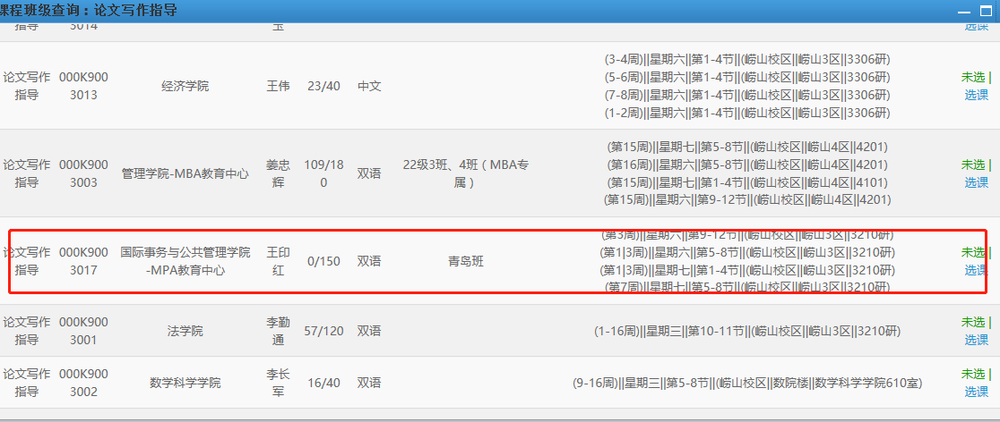 课程班级查询：论文写作指导
指导 3014 玉 选课
论文写作指导 000K9003013 经济学院 王伟 23/40 中文 (3-4周)||星期六||第1-4节||(崂山校区||崂山3区||3306研) 未选 | 选课
(5-6周)||星期六||第1-4节||(崂山校区||崂山3区||3306研)
(7-8周)||星期六||第1-4节||(崂山校区||崂山3区||3306研)
(1-2周)||星期六||第1-4节||(崂山校区||崂山3区||3306研)
论文写作指导 000K9003003 管理学院-MBA教育中心 姜忠辉 109/180 双语 22级3班、4班（MBA专属） (第15周)||星期七||第5-8节||(崂山校区||崂山4区||4201) 未选 | 选课
(第16周)||星期六||第5-8节||(崂山校区||崂山4区||4201)
(第15周)||星期七||第1-4节||(崂山校区||崂山4区||4101)
(第15周)||星期六||第9-12节||(崂山校区||崂山4区||4201)
论文写作指导 000K9003017 国际事务与公共管理学院-MPA教育中心 王印红 0/150 双语 青岛班 (第3周)||星期六||第9-12节||(崂山校区||崂山3区||3210研) 未选 | 选课
(第1|3周)||星期六||第5-8节||(崂山校区||崂山3区||3210研)
(第1|3周)||星期七||第1-4节||(崂山校区||崂山3区||3210研)
(第7周)||星期七||第5-8节||(崂山校区||崂山3区||3210研)
论文写作指导 000K9003001 法学院 李勤通 57/120 双语 (1-16周)||星期三||第10-11节||(崂山校区||崂山3区||3210研) 未选 | 选课
论文写作指导 000K9003002 数学科学学院 李长军 16/40 双语 (9-16周)||星期三||第5-8节||(崂山校区||数院楼||数学科学学院610室) 未选 | 选课